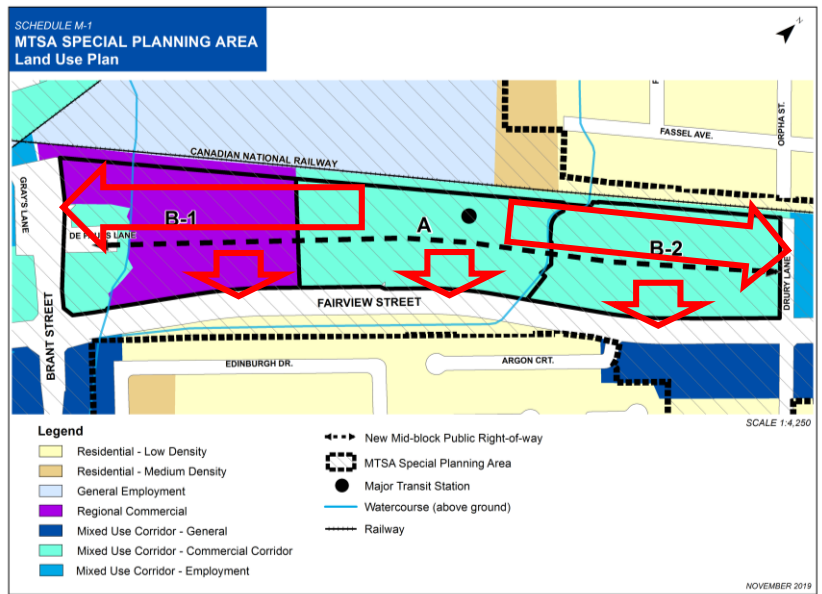 SCHEDULE M-1
MTSA SPECIAL PLANNING AREA
Land Use Plan
N
FASSEL AVE.
ORPHA ST.
CANADIAN NATIONAL RAILWAY
GRAYS LANE
B-1
A
B-2
DRURY LANE
FAIRVIEW STREET
BRANT STREET
EDINBURGH DR.
ARGON CRT.
SCALE 1:4,250
Legend
Residential - Low Density
Residential - Medium Density
General Employment
Regional Commercial
Mixed Use Corridor - General
Mixed Use Corridor - Commercial Corridor
Mixed Use Corridor - Employment
New Mid-block Public Right-of-way
MTSA Special Planning Area
Major Transit Station
Watercourse (above ground)
Railway
NOVEMBER 2019